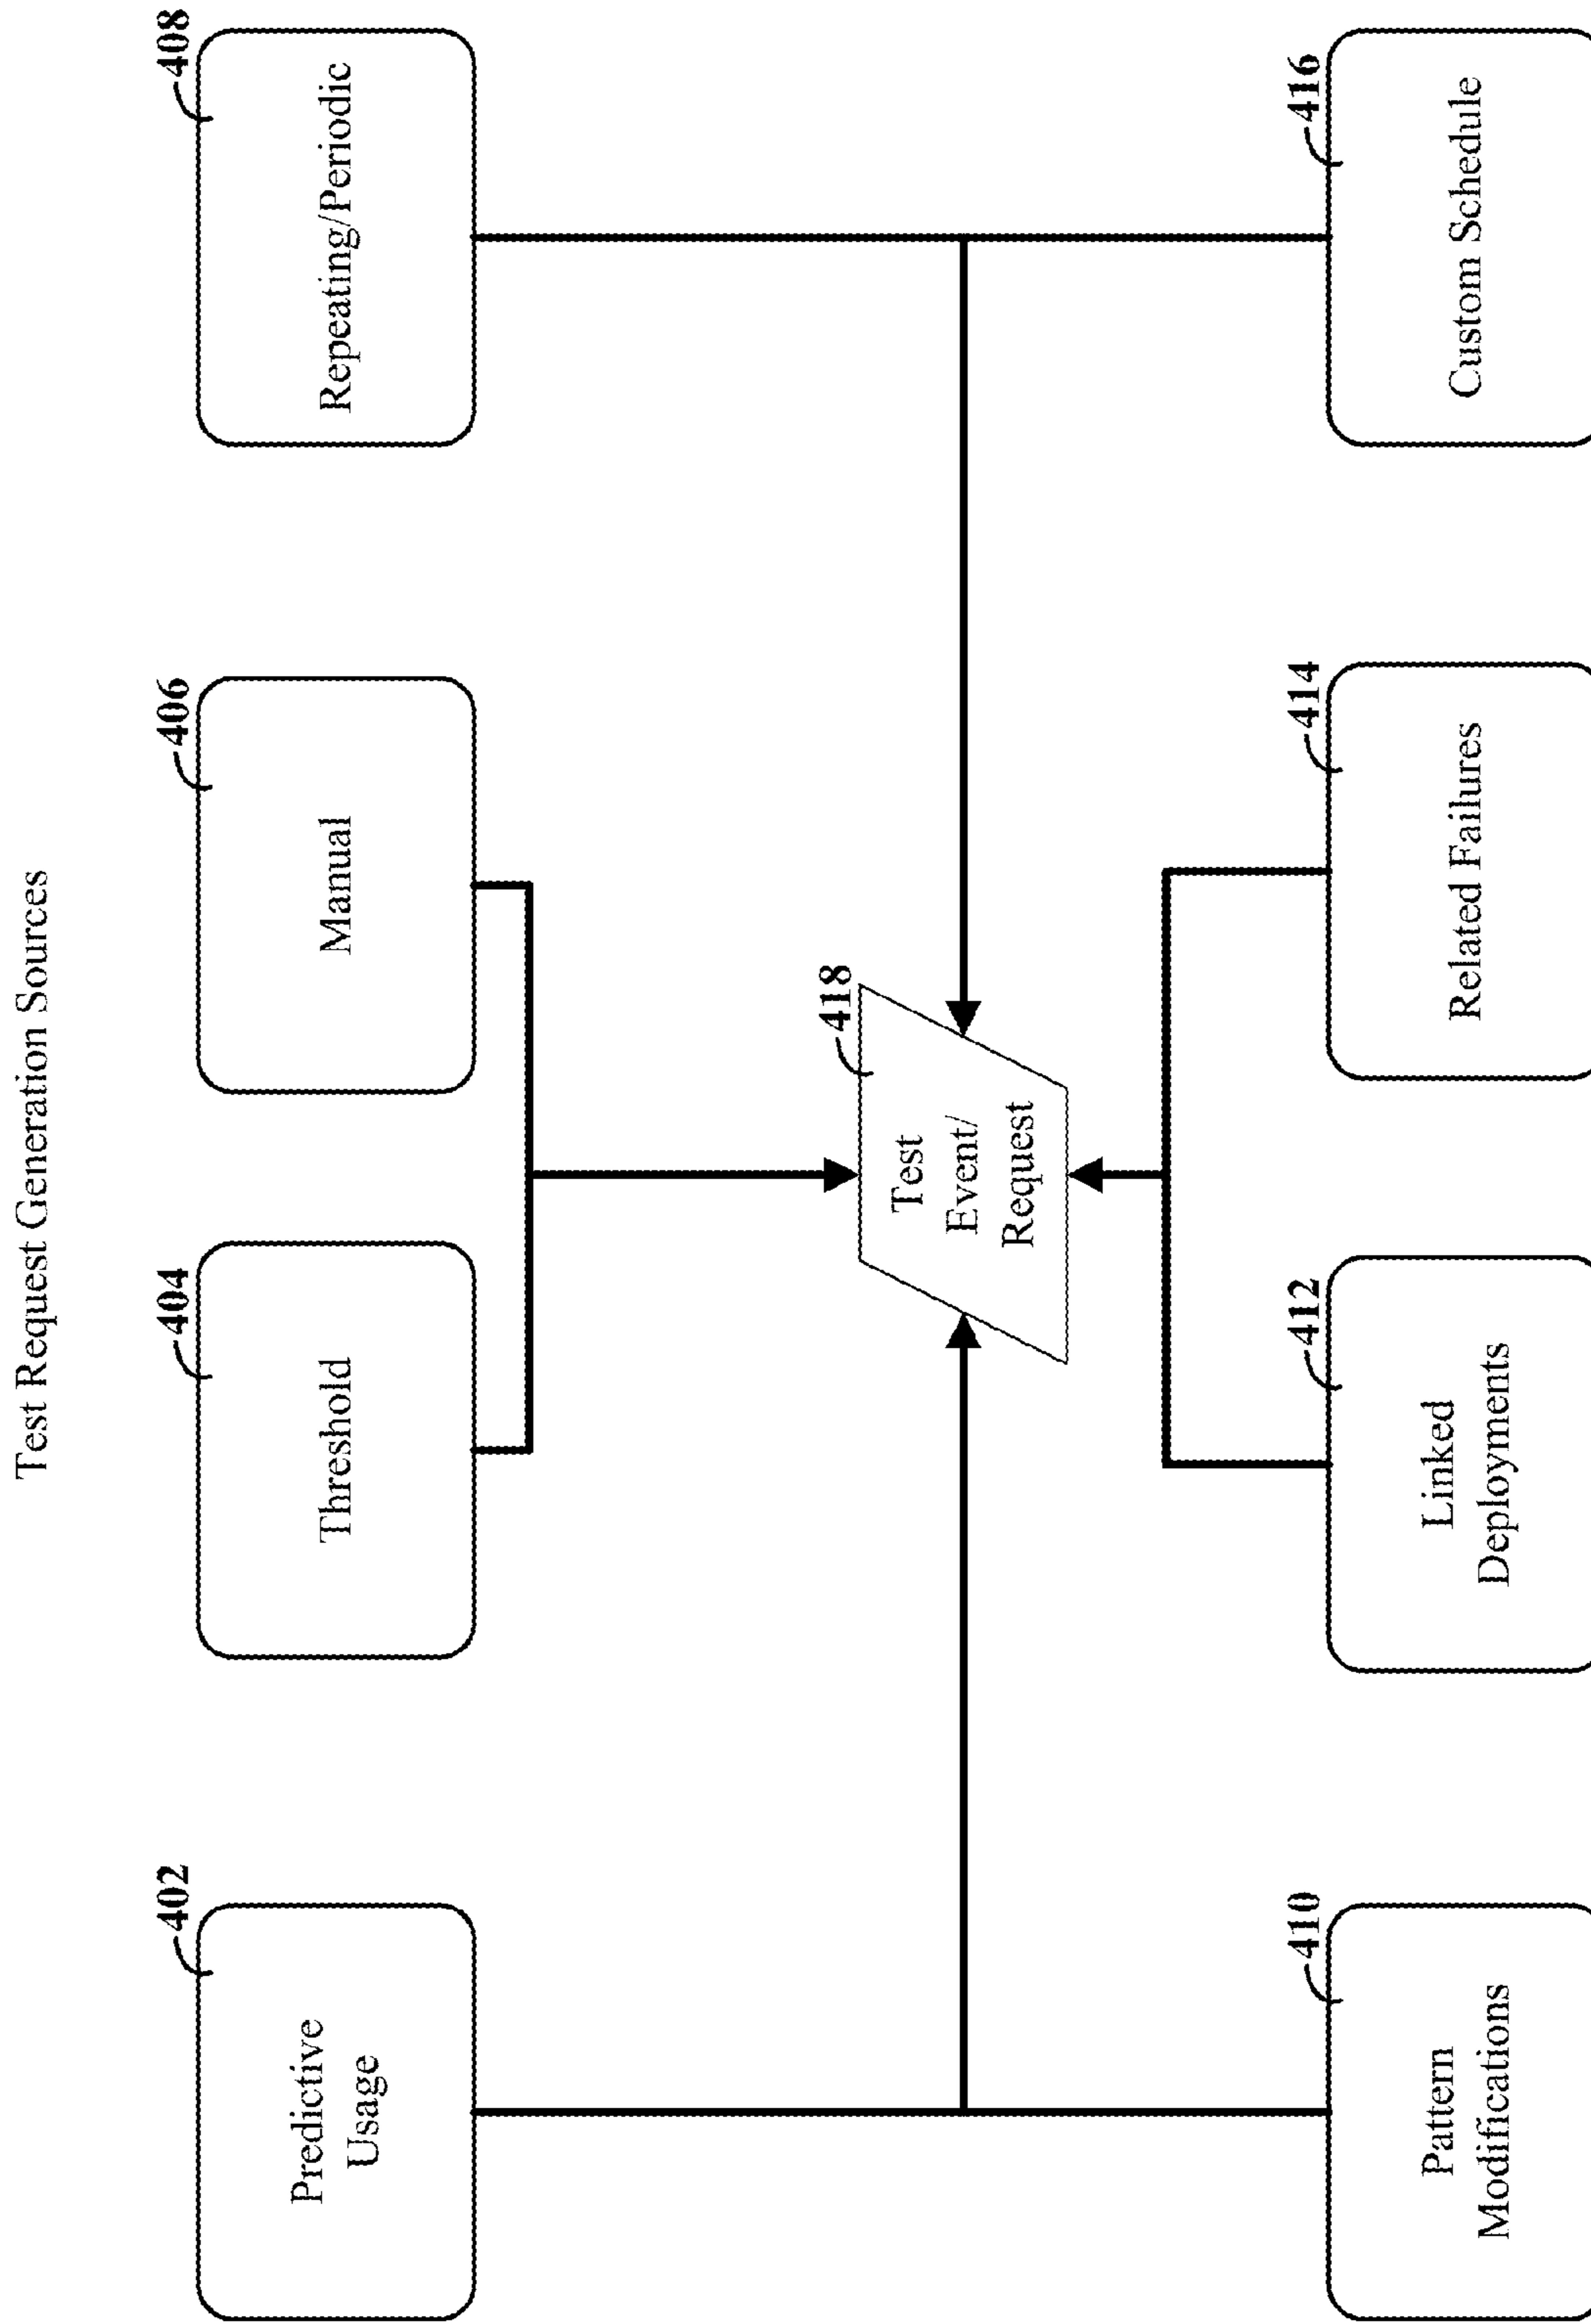 Test Request Generation Sources
402
Predictive
Usage
404
Threshold
406
Manual
408
Repeating/Periodic
418
Test
Event/
Request
410
Pattern
Modifications
412
Linked
Deployments
414
Related Failures
416
Custom Schedule